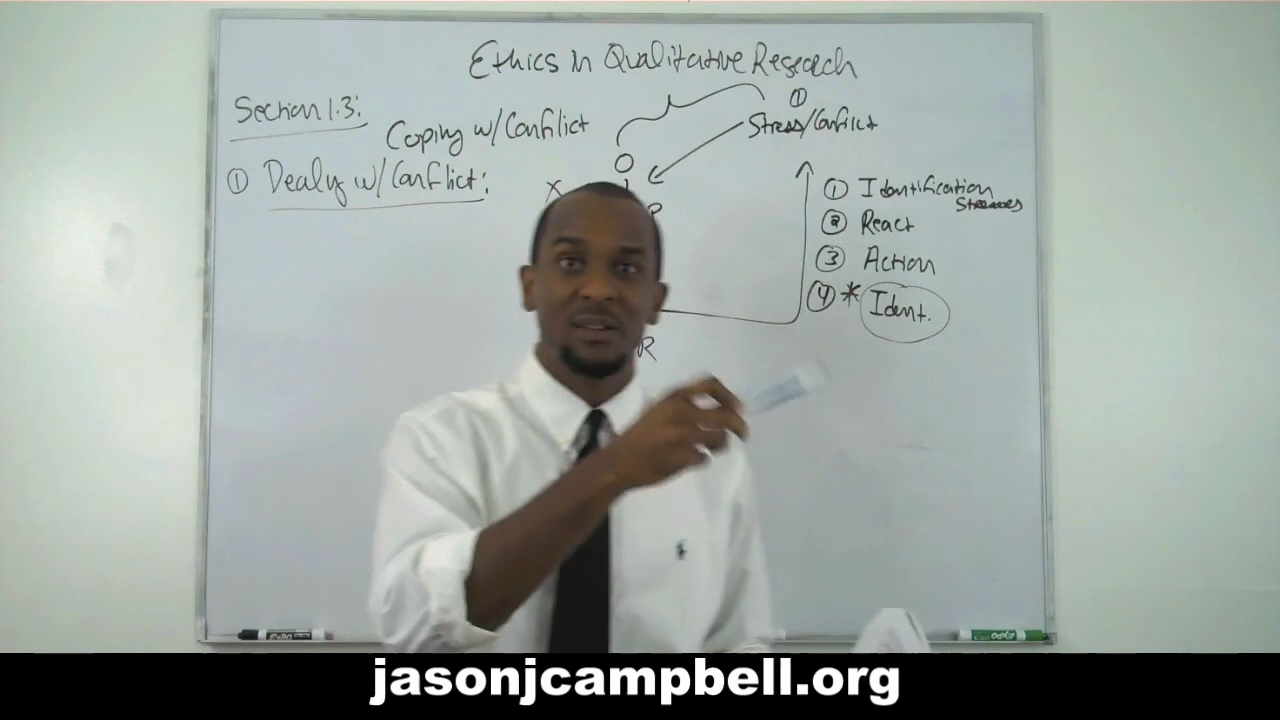 Ethics in Qualitative Research
Section 1.3:
Coping w/ Conflict
① Stress/Conflict
① Dealing w/ Conflict:
X
P
R
① Identification
Stressors
② React
③ Action
④ * Ident.
EXPO
jasonjcampbell.org